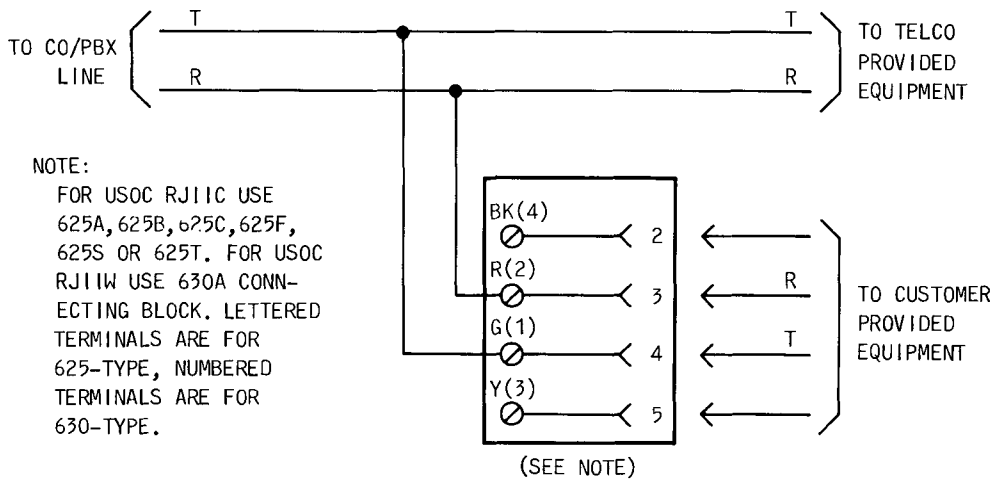 T
T
TO CO/PBX
LINE
TO TELCO
PROVIDED
EQUIPMENT
R
R
NOTE:
FOR USOC RJIIC USE
625A,625B,625C,625F,
625S OR 625T. FOR USOC
RJIIW USE 630A CONN-
ECTING BLOCK. LETTERED
TERMINALS ARE FOR
625-TYPE, NUMBERED
TERMINALS ARE FOR
630-TYPE.
BK(4)
2
R(2)
3
R
G(1)
4
T
Y(3)
5
TO CUSTOMER
PROVIDED
EQUIPMENT
(SEE NOTE)